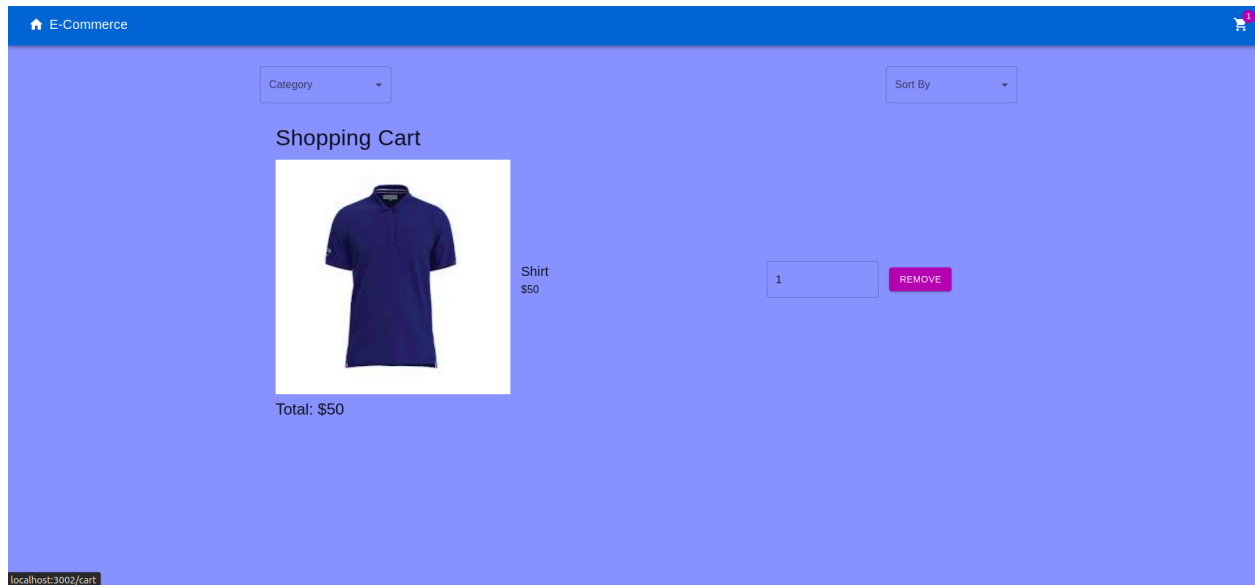 E-Commerce
1
Category
Sort By
Shopping Cart
Shirt
$50
1
REMOVE
Total: $50
localhost:3002/cart